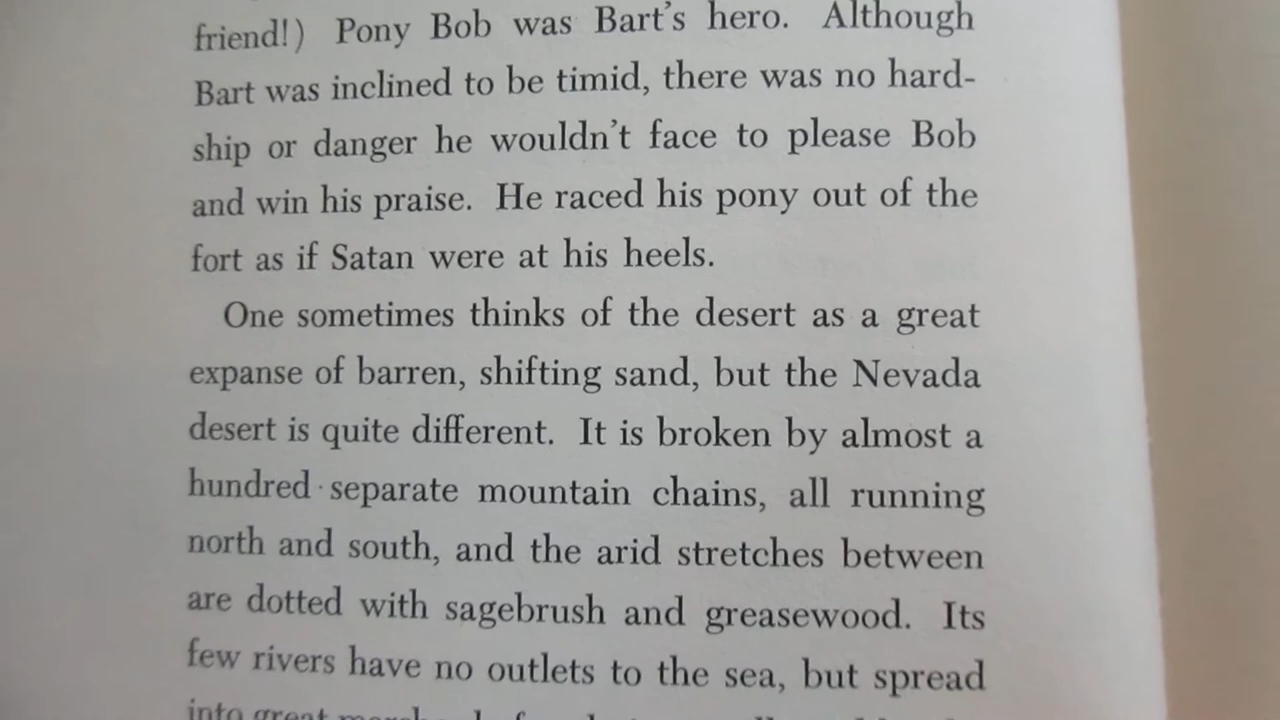 friend!) Pony Bob was Bart's hero. Although
Bart was inclined to be timid, there was no hard-
ship or danger he wouldn't face to please Bob
and win his praise. He raced his pony out of the
fort as if Satan were at his heels.
One sometimes thinks of the desert as a great
expanse of barren, shifting sand, but the Nevada
desert is quite different. It is broken by almost a
hundred separate mountain chains, all running
north and south, and the arid stretches between
are dotted with sagebrush and greasewood. Its
few rivers have no outlets to the sea, but spread
into great